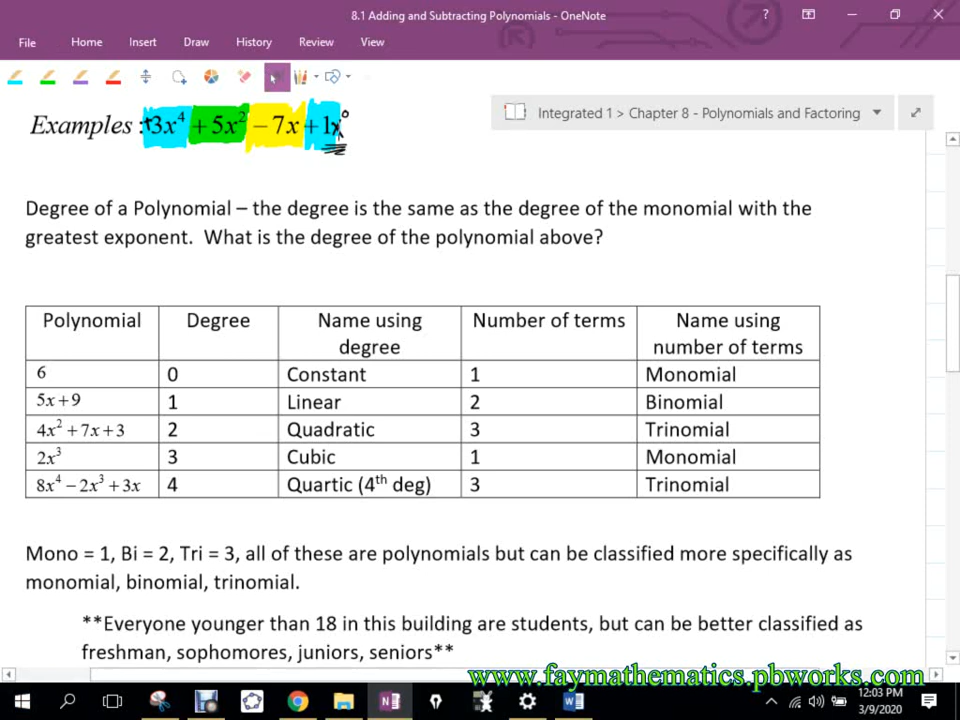 8.1 Adding and Subtracting Polynomials - OneNote
?
File Home Insert Draw History Review View
Examples : +3x⁴ + 5x² – 7x + 1x⁰
Integrated 1 > Chapter 8 - Polynomials and Factoring
Degree of a Polynomial – the degree is the same as the degree of the monomial with the
greatest exponent. What is the degree of the polynomial above?
Polynomial Degree Name using degree Number of terms Name using number of terms
6 0 Constant 1 Monomial
5x + 9 1 Linear 2 Binomial
4x² + 7x + 3 2 Quadratic 3 Trinomial
2x³ 3 Cubic 1 Monomial
8x⁴ – 2x³ + 3x 4 Quartic (4th deg) 3 Trinomial
Mono = 1, Bi = 2, Tri = 3, all of these are polynomials but can be classified more specifically as
monomial, binomial, trinomial.
**Everyone younger than 18 in this building are students, but can be better classified as
freshman, sophomores, juniors, seniors**
www.faymathematics.pbworks.com
12:03 PM
3/9/2020